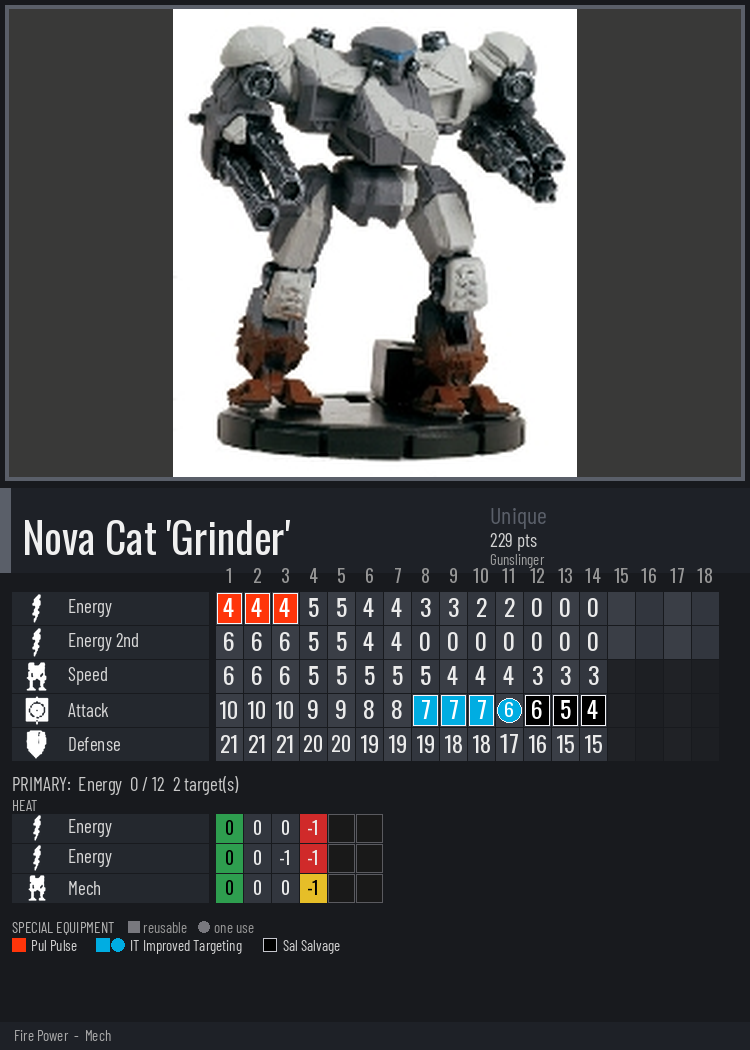 Nova Cat 'Grinder'
Unique
229 pts
Gunslinger
1 2 3 4 5 6 7 8 9 10 11 12 13 14 15 16 17 18
Energy 4 4 4 5 5 4 4 3 3 2 2 0 0 0
Energy 2nd 6 6 6 5 5 4 4 0 0 0 0 0 0 0
Speed 6 6 6 5 5 5 5 5 4 4 4 3 3 3
Attack 10 10 10 9 9 8 8 7 7 7 6 6 5 4
Defense 21 21 21 20 20 19 19 19 18 18 17 16 15 15
PRIMARY: Energy 0 / 12 2 target(s)
HEAT
Energy 0 0 0 -1
Energy 0 0 -1 -1
Mech 0 0 0 -1
SPECIAL EQUIPMENT reusable one use
Pul Pulse IT Improved Targeting Sal Salvage
Fire Power - Mech